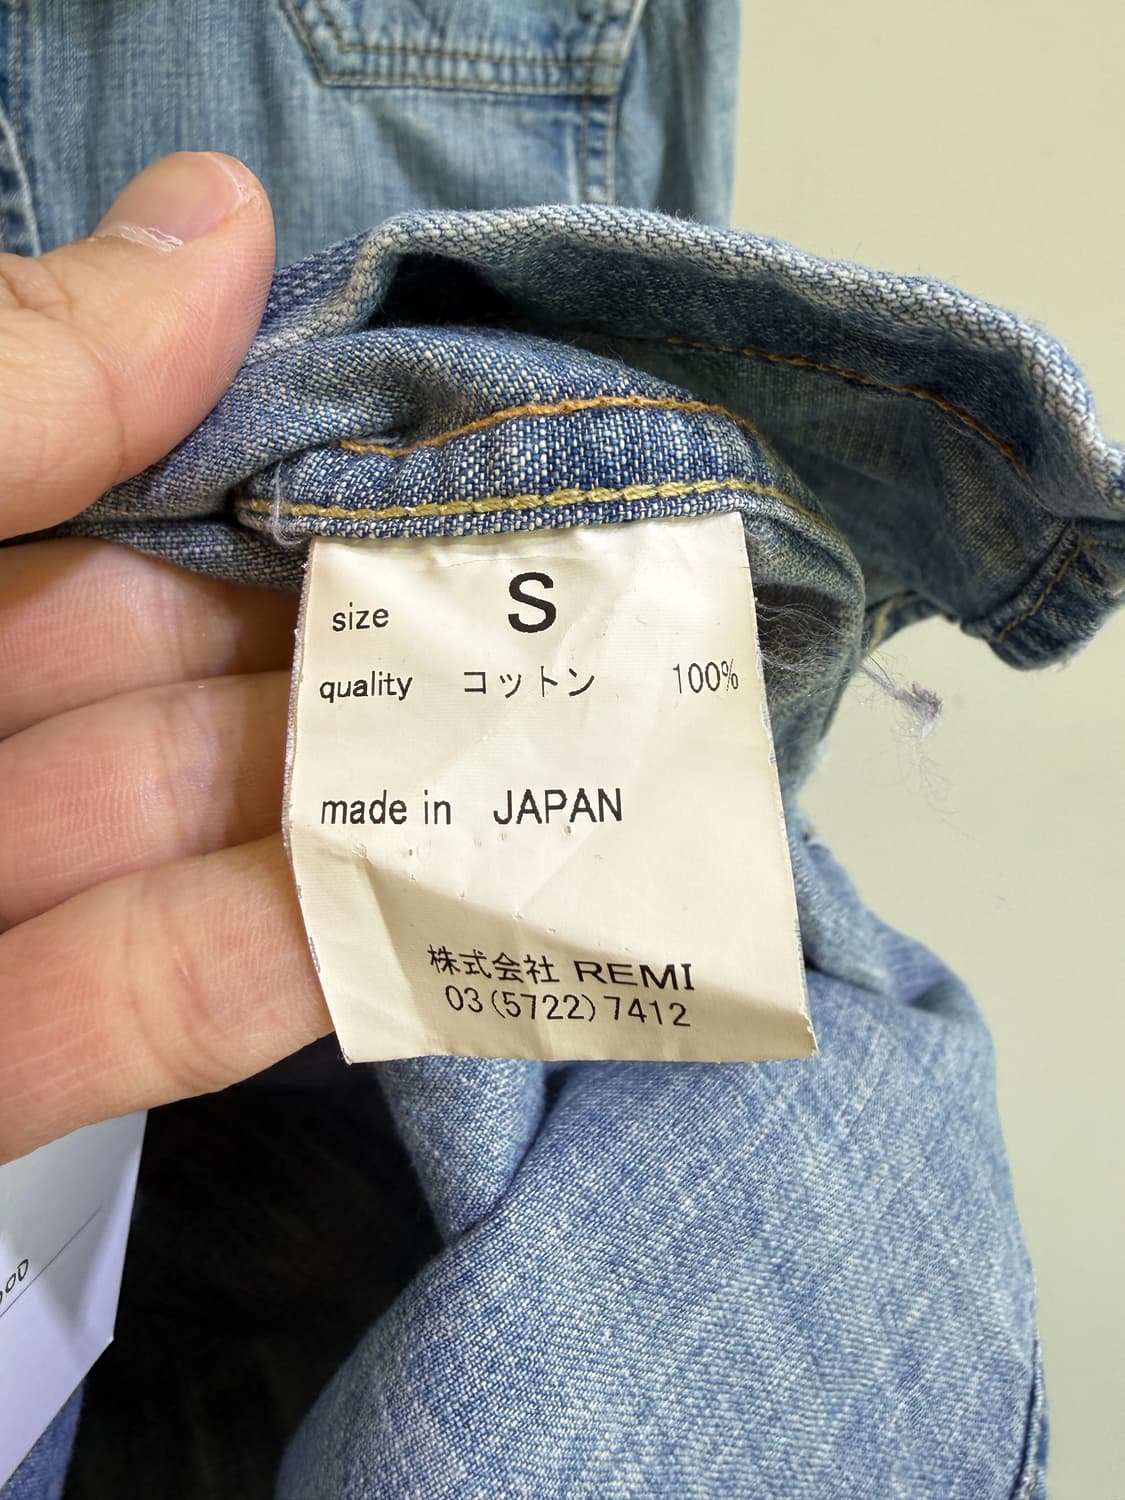 size S
quality コットン 100%
made in JAPAN
株式会社 REMI
03(5722)7412